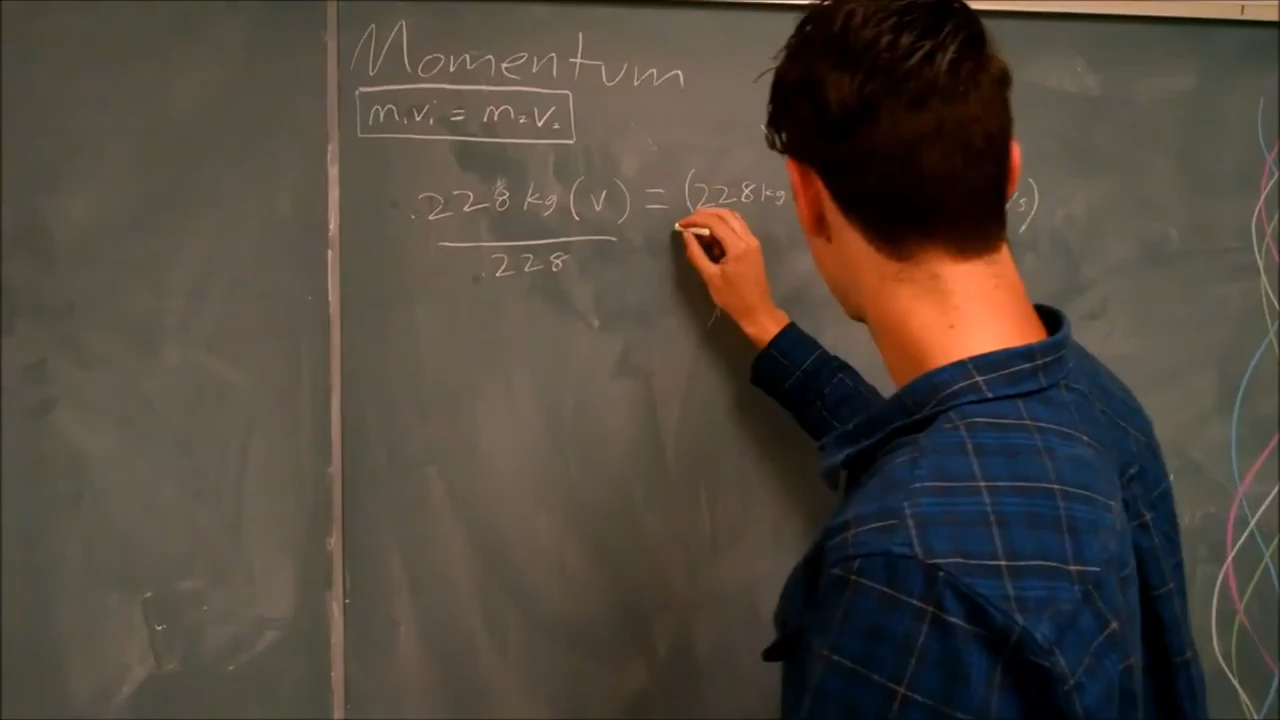 Momentum
m₁v₁ = m₂v₂
.228 kg (v) = (228 kg /s)
.228